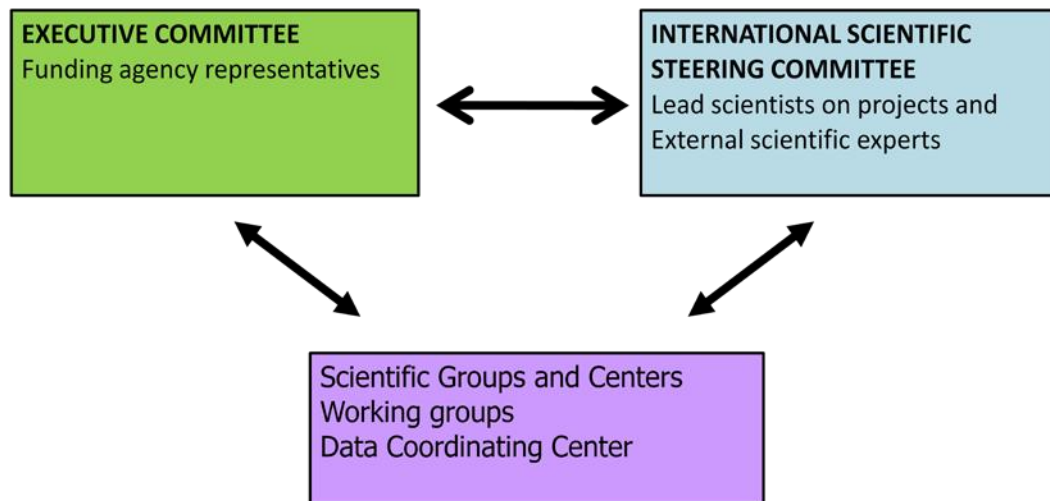 EXECUTIVE COMMITTEE
Funding agency representatives
INTERNATIONAL SCIENTIFIC
STEERING COMMITTEE
Lead scientists on projects and
External scientific experts
Scientific Groups and Centers
Working groups
Data Coordinating Center